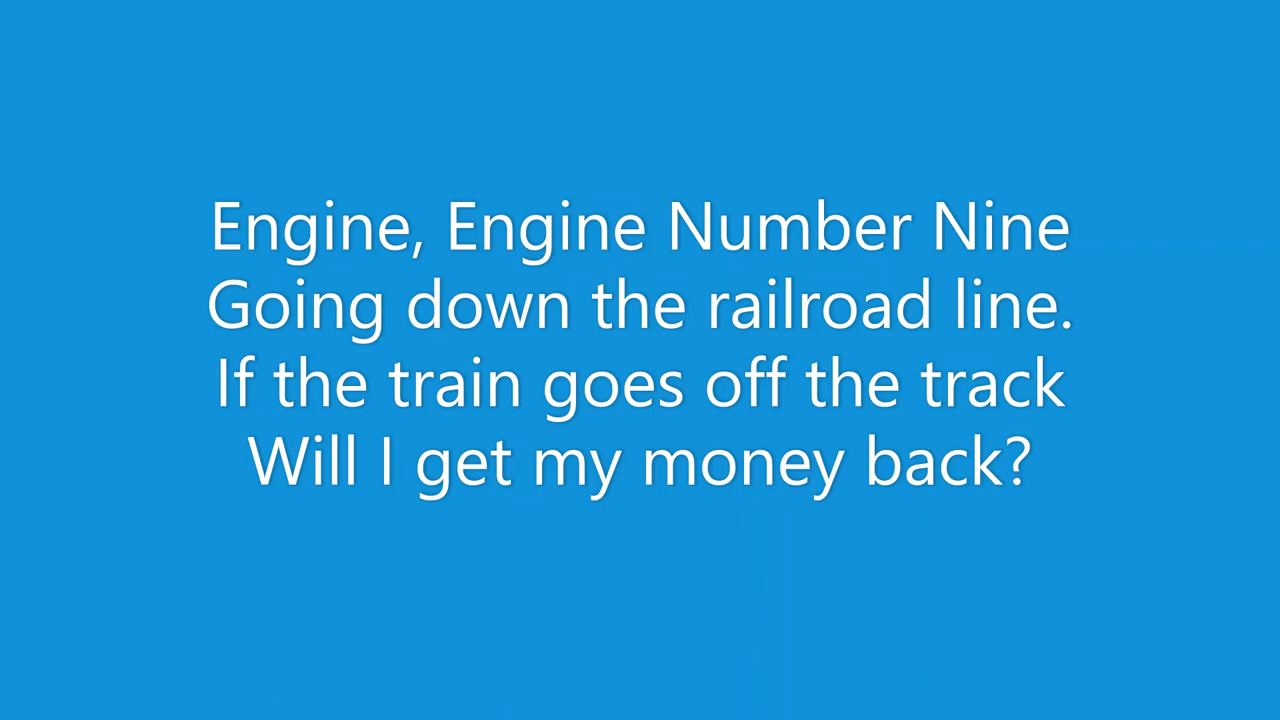 Engine, Engine Number Nine
Going down the railroad line.
If the train goes off the track
Will I get my money back?